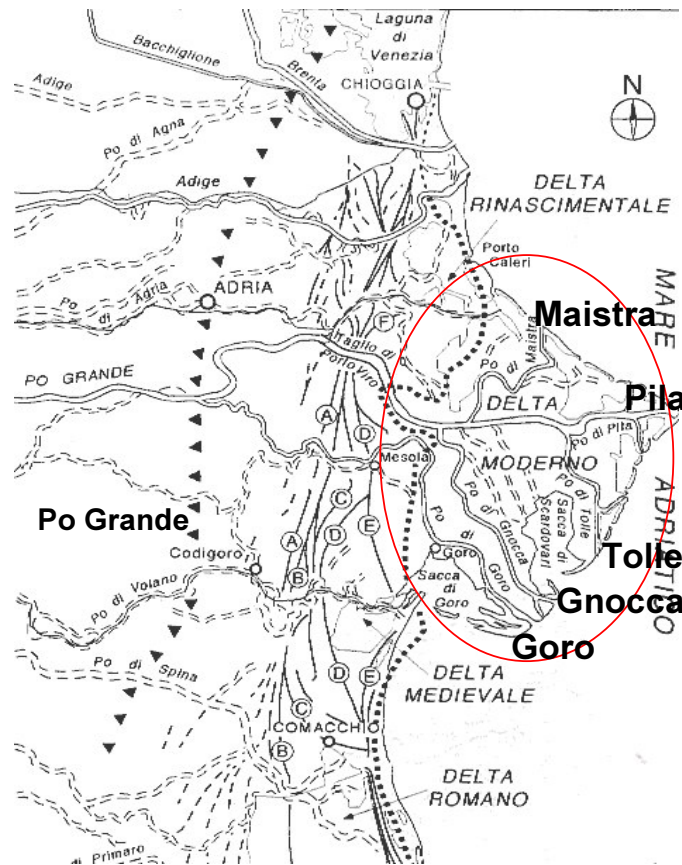 Laguna
di
Venezia
Bacchiglione
Brenta
CHIOGGIA
N
Adige
Po di Agna
Adige
DELTA
RINASCIMENTALE
Porto
Caleri
MARE
ADRIATICO
Po di Adria
ADRIA
F
Taglio di
Porto Viro
Maistra
Po di Maistra
PO GRANDE
DELTA
Pila
Po di Pila
A
D
Mesola
MODERNO
C
Po Grande
A
D
E
Po di Gnocca
Po di Tolle
Sacca di
Scardovari
Codigoro
B
Po di Goro
Goro
Tolle
Po di Volano
Sacca
di
Goro
Gnocca
Goro
Po di Spina
D
E
DELTA
MEDIEVALE
C
COMACCHIO
B
DELTA
ROMANO
di Primaro